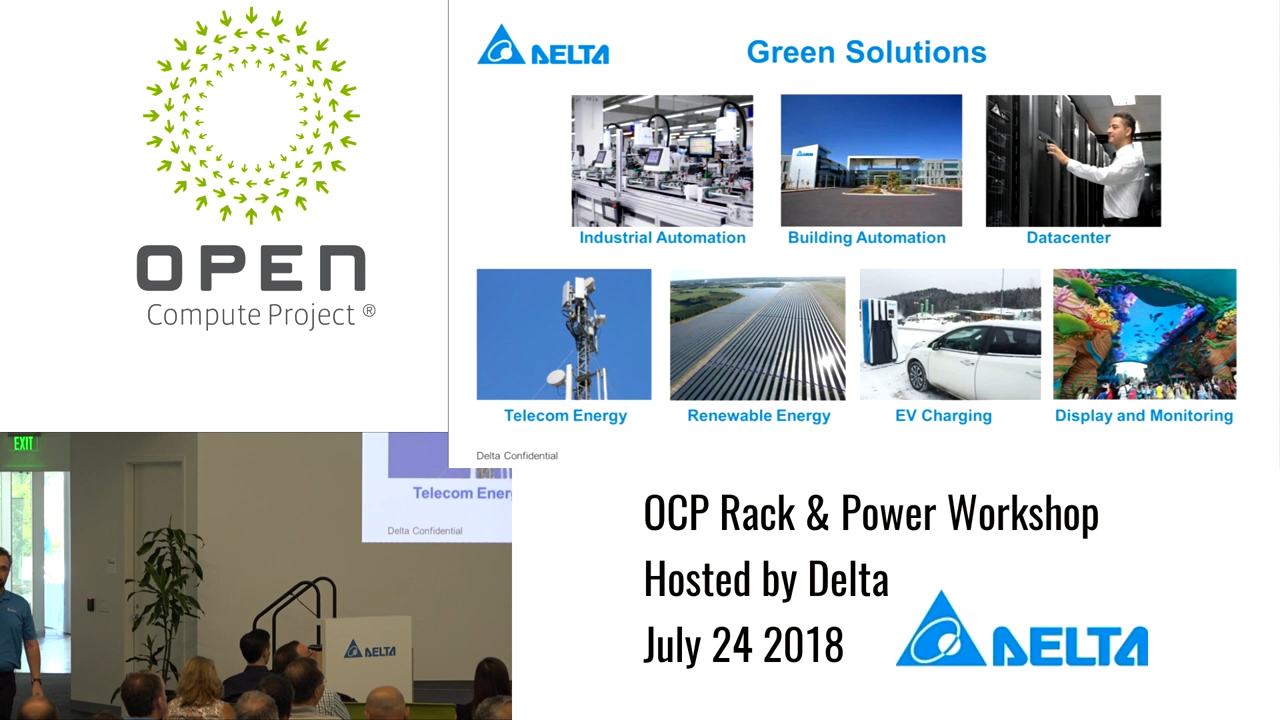 OPEN
Compute Project ®
DELTA
Green Solutions
Industrial Automation
Building Automation
Datacenter
Telecom Energy
Renewable Energy
EV Charging
Display and Monitoring
Delta Confidential
EXIT
Telecom Energ
Delta Confidential
DELTA
OCP Rack & Power Workshop
Hosted by Delta
July 24 2018
DELTA